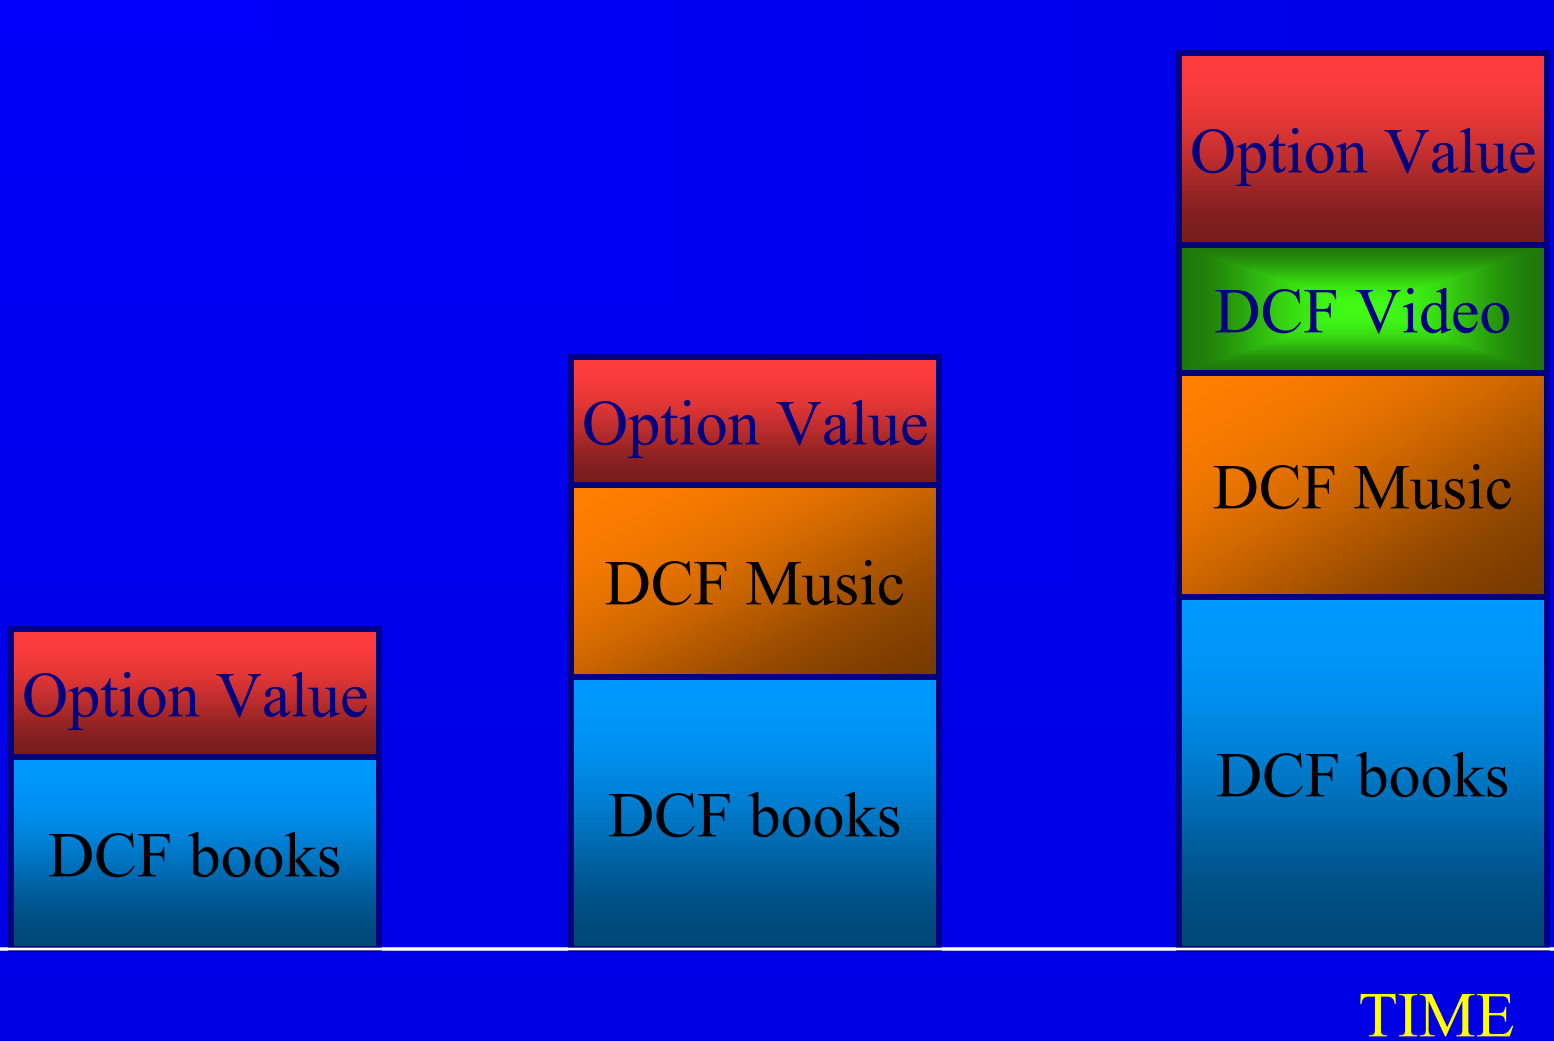 Option Value
DCF books
Option Value
DCF Music
DCF books
Option Value
DCF Video
DCF Music
DCF books
TIME